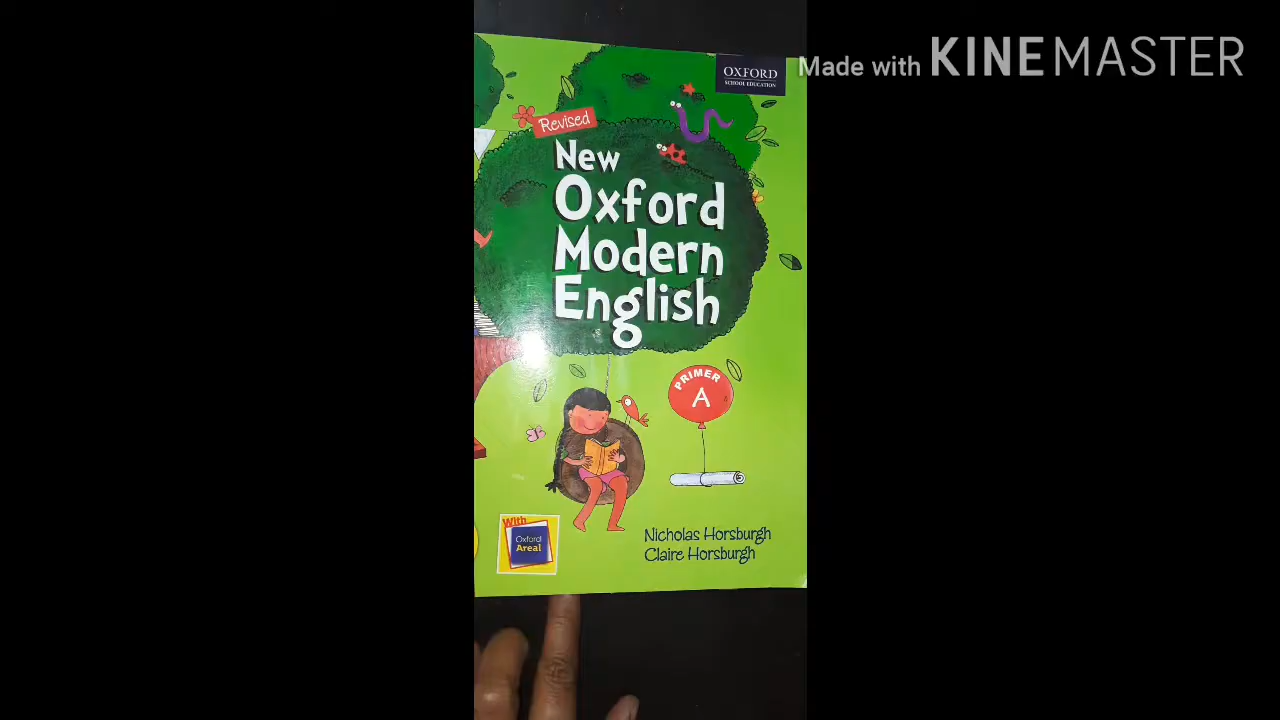 Made with KINEMASTER
OXFORD
SCHOOL EDUCATION
Revised
New
Oxford
Modern
English
PRIMER
A
With
Oxford
Areal
Nicholas Horsburgh
Claire Horsburgh